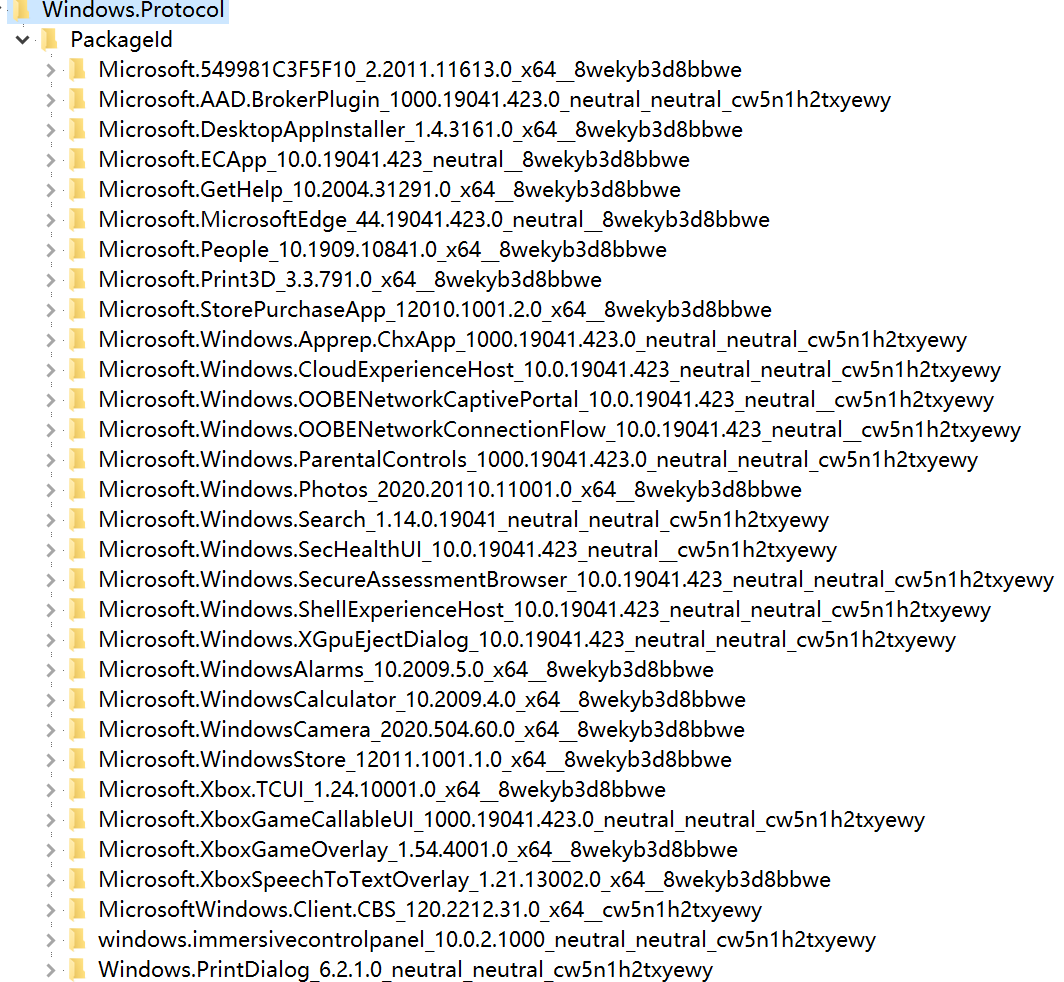 Windows.Protocol
PackageId
Microsoft.549981C3F5F10_2.2011.11613.0_x64__8wekyb3d8bbwe
Microsoft.AAD.BrokerPlugin_1000.19041.423.0_neutral_neutral_cw5n1h2txyewy
Microsoft.DesktopAppInstaller_1.4.3161.0_x64__8wekyb3d8bbwe
Microsoft.ECApp_10.0.19041.423_neutral__8wekyb3d8bbwe
Microsoft.GetHelp_10.2004.31291.0_x64__8wekyb3d8bbwe
Microsoft.MicrosoftEdge_44.19041.423.0_neutral__8wekyb3d8bbwe
Microsoft.People_10.1909.10841.0_x64__8wekyb3d8bbwe
Microsoft.Print3D_3.3.791.0_x64__8wekyb3d8bbwe
Microsoft.StorePurchaseApp_12010.1001.2.0_x64__8wekyb3d8bbwe
Microsoft.Windows.Apprep.ChxApp_1000.19041.423.0_neutral_neutral_cw5n1h2txyewy
Microsoft.Windows.CloudExperienceHost_10.0.19041.423_neutral_neutral_cw5n1h2txyewy
Microsoft.Windows.OOBENetworkCaptivePortal_10.0.19041.423_neutral__cw5n1h2txyewy
Microsoft.Windows.OOBENetworkConnectionFlow_10.0.19041.423_neutral__cw5n1h2txyewy
Microsoft.Windows.ParentalControls_1000.19041.423.0_neutral_neutral_cw5n1h2txyewy
Microsoft.Windows.Photos_2020.20110.11001.0_x64__8wekyb3d8bbwe
Microsoft.Windows.Search_1.14.0.19041_neutral_neutral_cw5n1h2txyewy
Microsoft.Windows.SecHealthUI_10.0.19041.423_neutral__cw5n1h2txyewy
Microsoft.Windows.SecureAssessmentBrowser_10.0.19041.423_neutral_neutral_cw5n1h2txyewy
Microsoft.Windows.ShellExperienceHost_10.0.19041.423_neutral_neutral_cw5n1h2txyewy
Microsoft.Windows.XGpuEjectDialog_10.0.19041.423_neutral_neutral_cw5n1h2txyewy
Microsoft.WindowsAlarms_10.2009.5.0_x64__8wekyb3d8bbwe
Microsoft.WindowsCalculator_10.2009.4.0_x64__8wekyb3d8bbwe
Microsoft.WindowsCamera_2020.504.60.0_x64__8wekyb3d8bbwe
Microsoft.WindowsStore_12011.1001.1.0_x64__8wekyb3d8bbwe
Microsoft.Xbox.TCUI_1.24.10001.0_x64__8wekyb3d8bbwe
Microsoft.XboxGameCallableUI_1000.19041.423.0_neutral_neutral_cw5n1h2txyewy
Microsoft.XboxGameOverlay_1.54.4001.0_x64__8wekyb3d8bbwe
Microsoft.XboxSpeechToTextOverlay_1.21.13002.0_x64__8wekyb3d8bbwe
MicrosoftWindows.Client.CBS_120.2212.31.0_x64__cw5n1h2txyewy
windows.immersivecontrolpanel_10.0.2.1000_neutral_neutral_cw5n1h2txyewy
Windows.PrintDialog_6.2.1.0_neutral_neutral_cw5n1h2txyewy